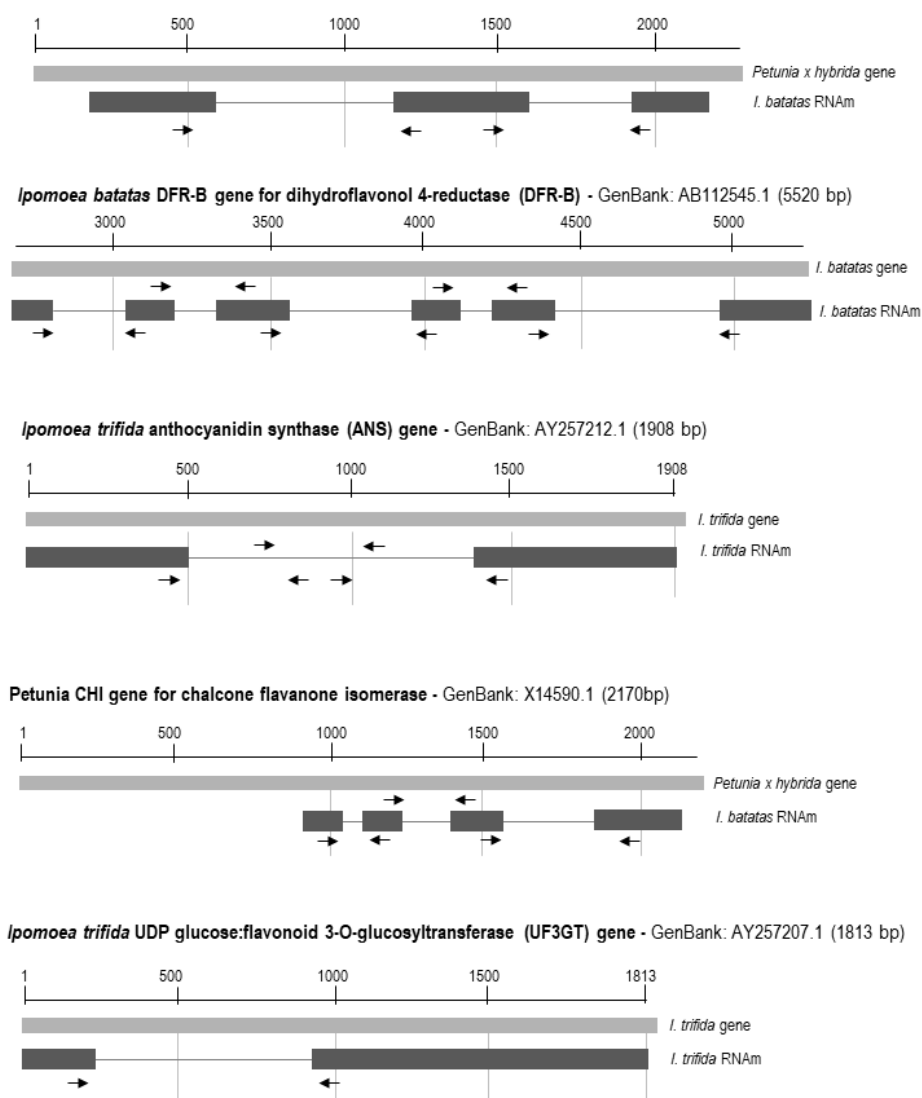 1 500 1000 1500 2000
Petunia x hybrida gene
I. batatas RNAm
Ipomoea batatas DFR-B gene for dihydroflavonol 4-reductase (DFR-B) - GenBank: AB112545.1 (5520 bp)
3000 3500 4000 4500 5000
I. batatas gene
I. batatas RNAm
Ipomoea trifida anthocyanidin synthase (ANS) gene - GenBank: AY257212.1 (1908 bp)
1 500 1000 1500 1908
I. trifida gene
I. trifida RNAm
Petunia CHI gene for chalcone flavanone isomerase - GenBank: X14590.1 (2170bp)
1 500 1000 1500 2000
Petunia x hybrida gene
I. batatas RNAm
Ipomoea trifida UDP glucose:flavonoid 3-O-glucosyltransferase (UF3GT) gene - GenBank: AY257207.1 (1813 bp)
1 500 1000 1500 1813
I. trifida gene
I. trifida RNAm